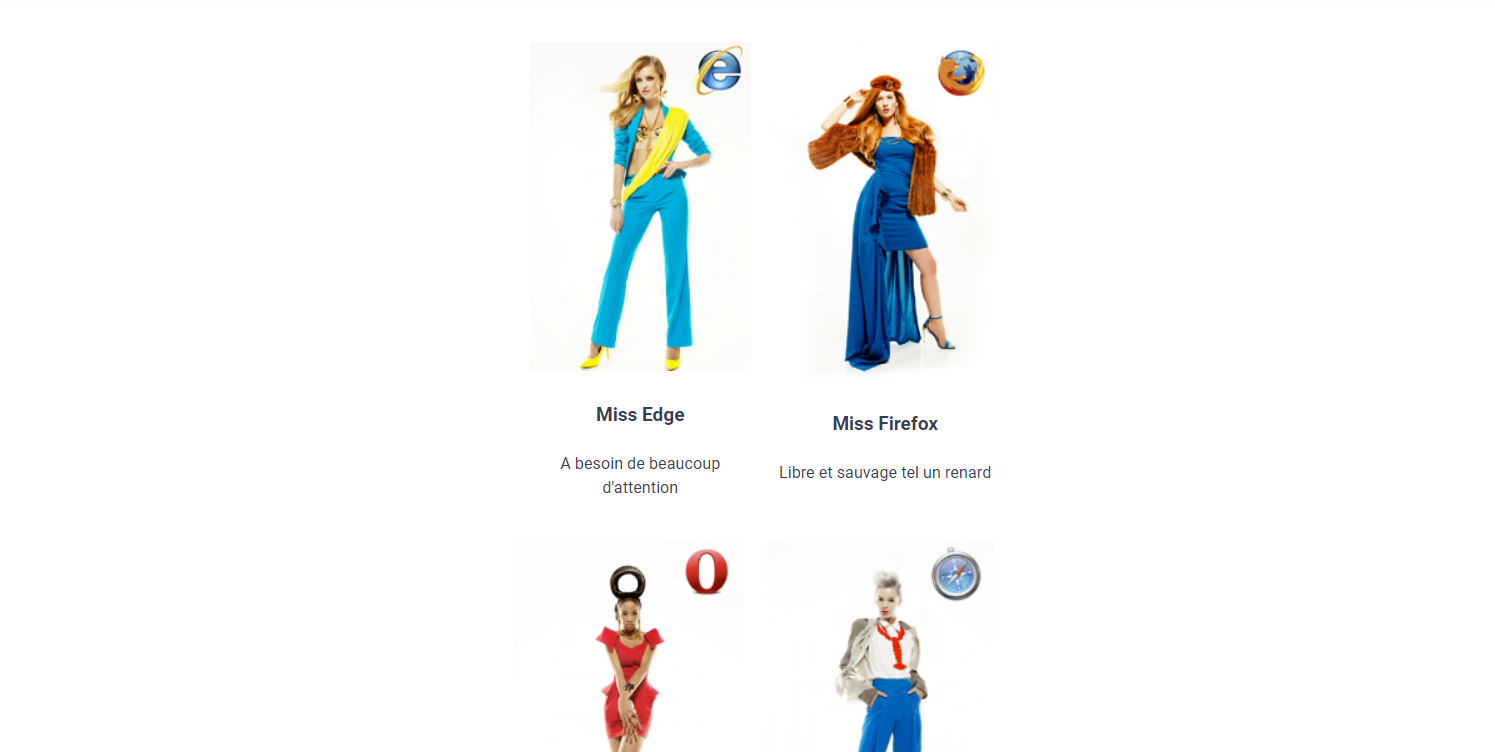 Miss Edge
A besoin de beaucoup
d'attention
Miss Firefox
Libre et sauvage tel un renard